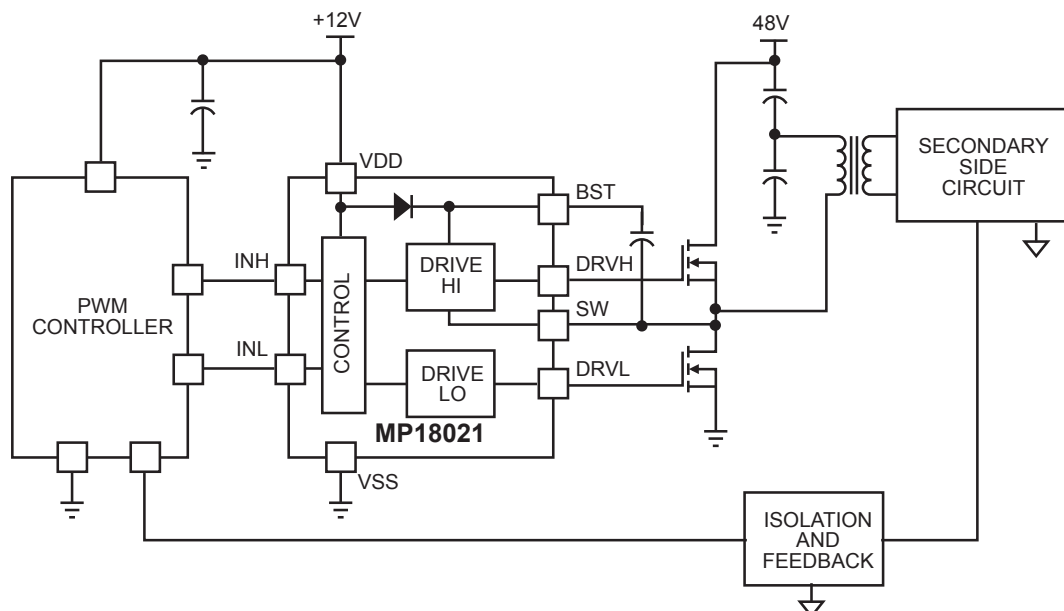 +12V
48V
VDD
BST
SECONDARY
SIDE
CIRCUIT
INH
DRIVE
HI
DRVH
PWM
CONTROLLER
CONTROL
SW
INL
DRIVE
LO
DRVL
MP18021
VSS
ISOLATION
AND
FEEDBACK